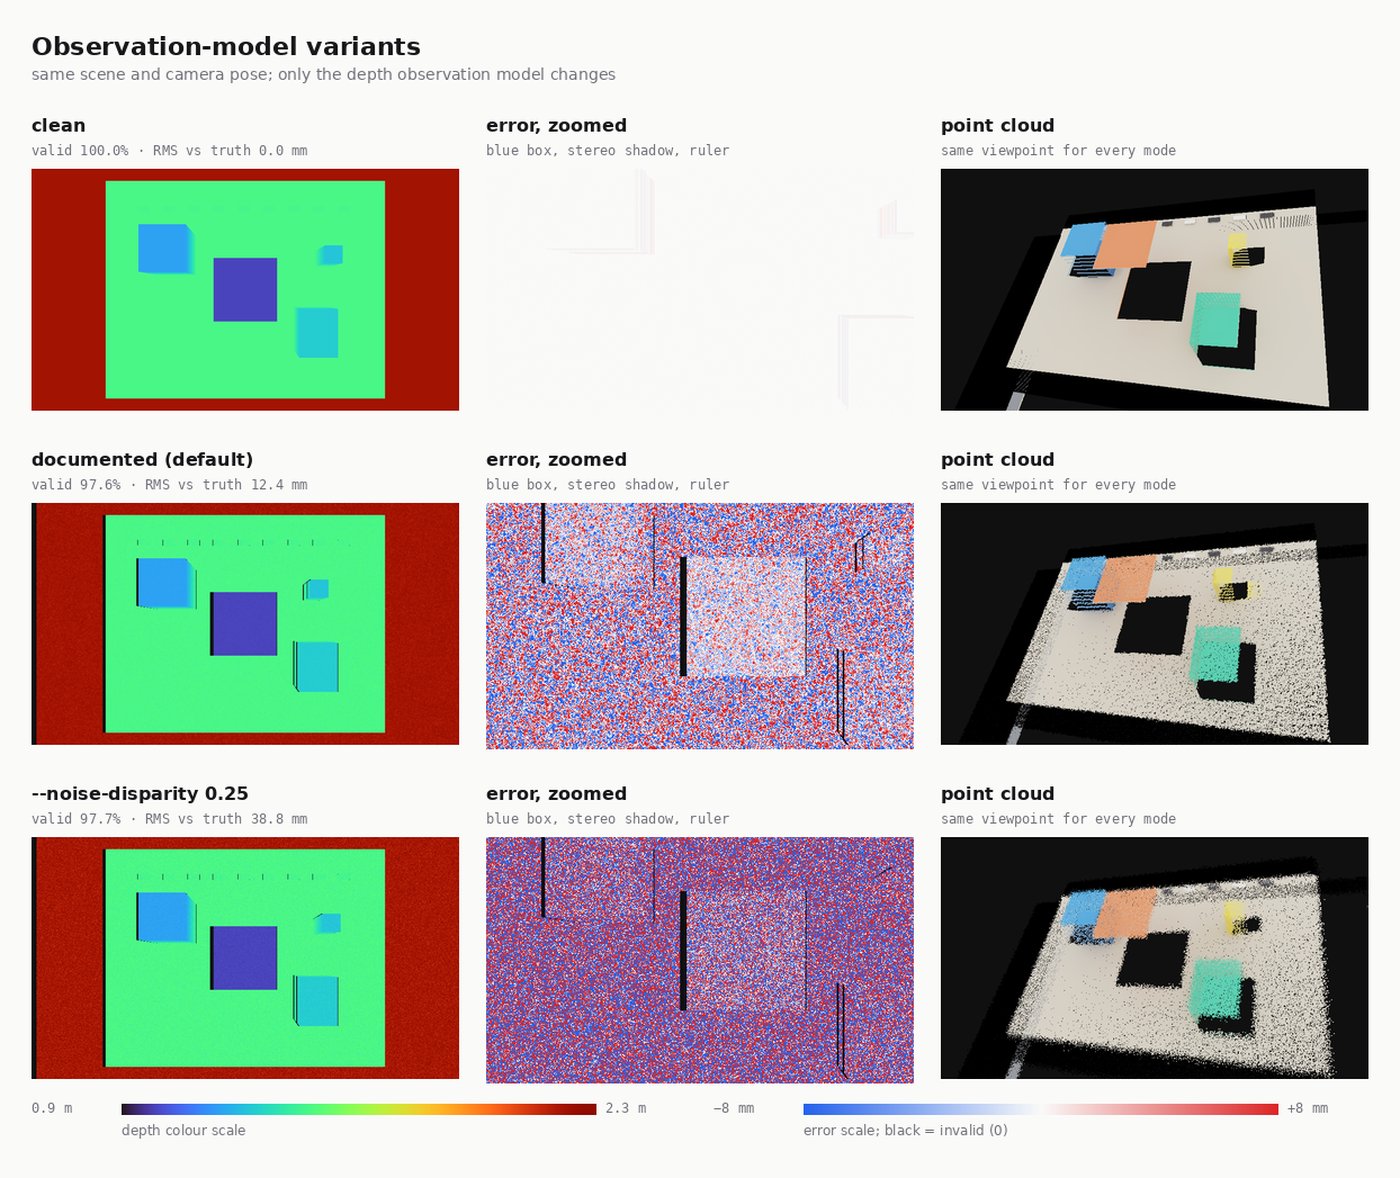 Observation-model variants
same scene and camera pose; only the depth observation model changes
clean
valid 100.0% · RMS vs truth 0.0 mm
error, zoomed
blue box, stereo shadow, ruler
point cloud
same viewpoint for every mode
documented (default)
valid 97.6% · RMS vs truth 12.4 mm
error, zoomed
blue box, stereo shadow, ruler
point cloud
same viewpoint for every mode
--noise-disparity 0.25
valid 97.7% · RMS vs truth 38.8 mm
error, zoomed
blue box, stereo shadow, ruler
point cloud
same viewpoint for every mode
0.9 m
2.3 m
depth colour scale
−8 mm
+8 mm
error scale; black = invalid (0)